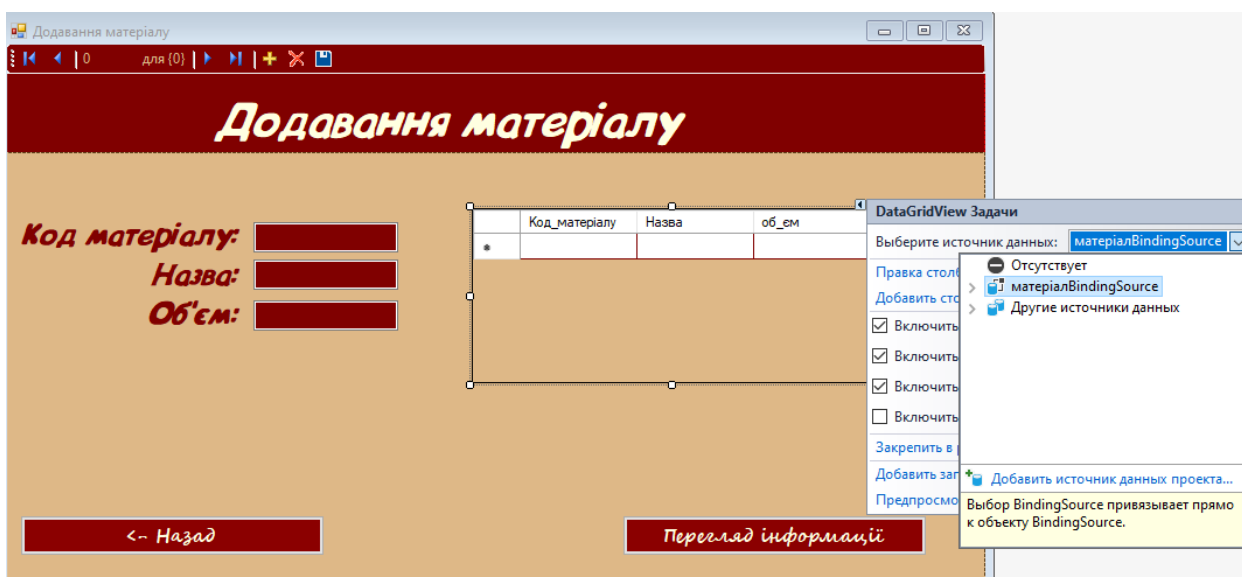 Додавання матеріалу
0 для {0}
Додавання матеріалу
Код матеріалу:
Назва:
Об'єм:
Код_матеріалу Назва об_єм
DataGridView Задачи
Выберите источник данных: матеріалBindingSource
Правка столб
Добавить сто
Включить
Включить
Включить
Включить
Закрепить в р
Добавить зап
Предпросмо
Отсутствует
матеріалBindingSource
Другие источники данных
Добавить источник данных проекта...
Выбор BindingSource привязывает прямо
к объекту BindingSource.
<-- Назад
Перегляд інформації